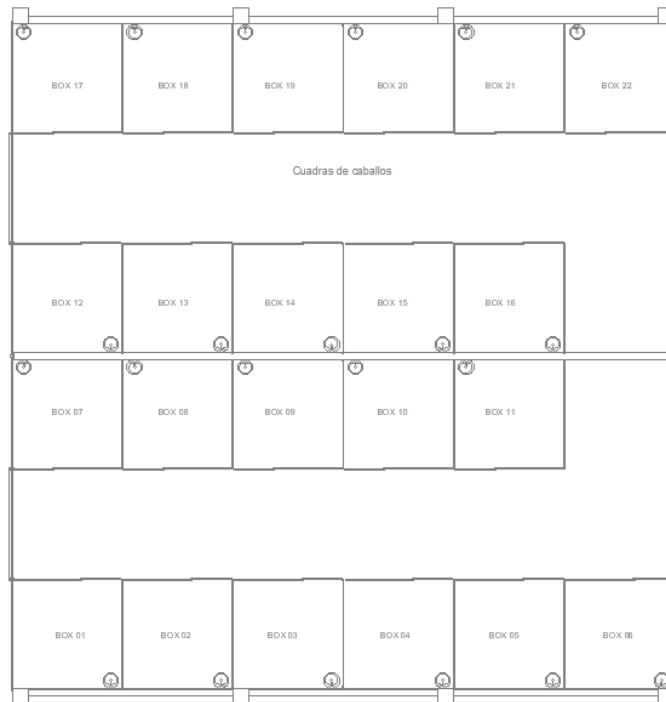 BOX 17 BOX 18 BOX 19 BOX 20 BOX 21 BOX 22
Cuadras de caballos
BOX 12 BOX 13 BOX 14 BOX 15 BOX 16
BOX 07 BOX 08 BOX 09 BOX 10 BOX 11
BOX 01 BOX 02 BOX 03 BOX 04 BOX 05 BOX 06